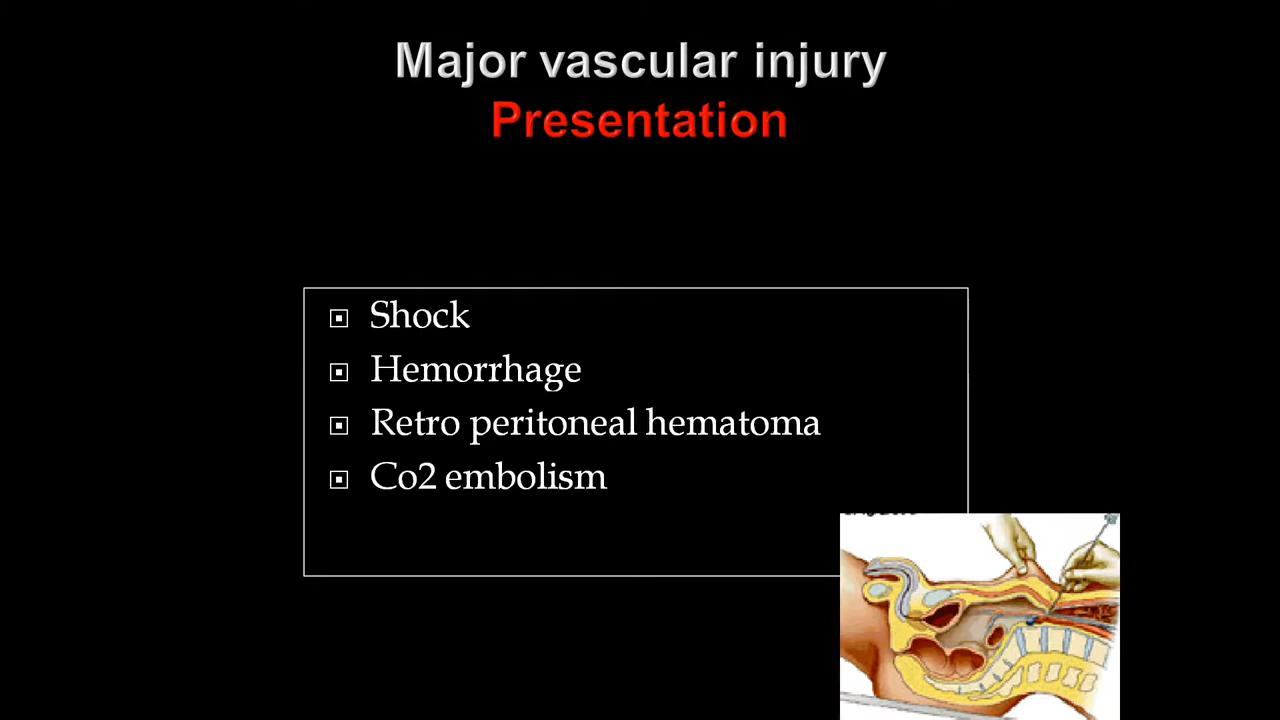 Major vascular injury
Presentation
Shock
Hemorrhage
Retro peritoneal hematoma
Co2 embolism